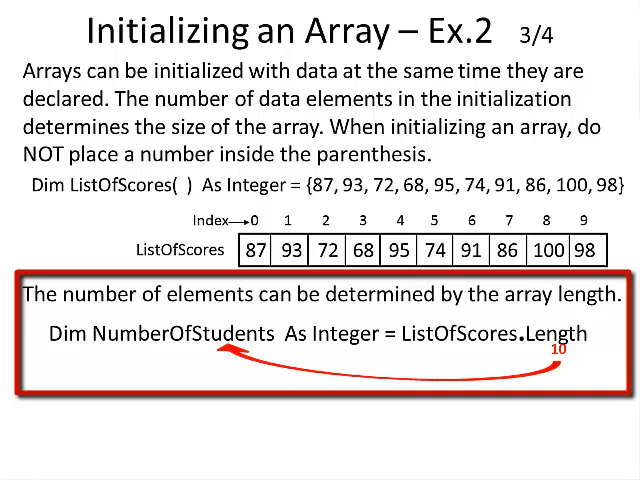 Initializing an Array – Ex.2 3/4
Arrays can be initialized with data at the same time they are
declared. The number of data elements in the initialization
determines the size of the array. When initializing an array, do
NOT place a number inside the parenthesis.
Dim ListOfScores( ) As Integer = {87, 93, 72, 68, 95, 74, 91, 86, 100, 98}
Index 0 1 2 3 4 5 6 7 8 9
ListOfScores 87 93 72 68 95 74 91 86 100 98
The number of elements can be determined by the array length.
Dim NumberOfStudents As Integer = ListOfScores.Length
10